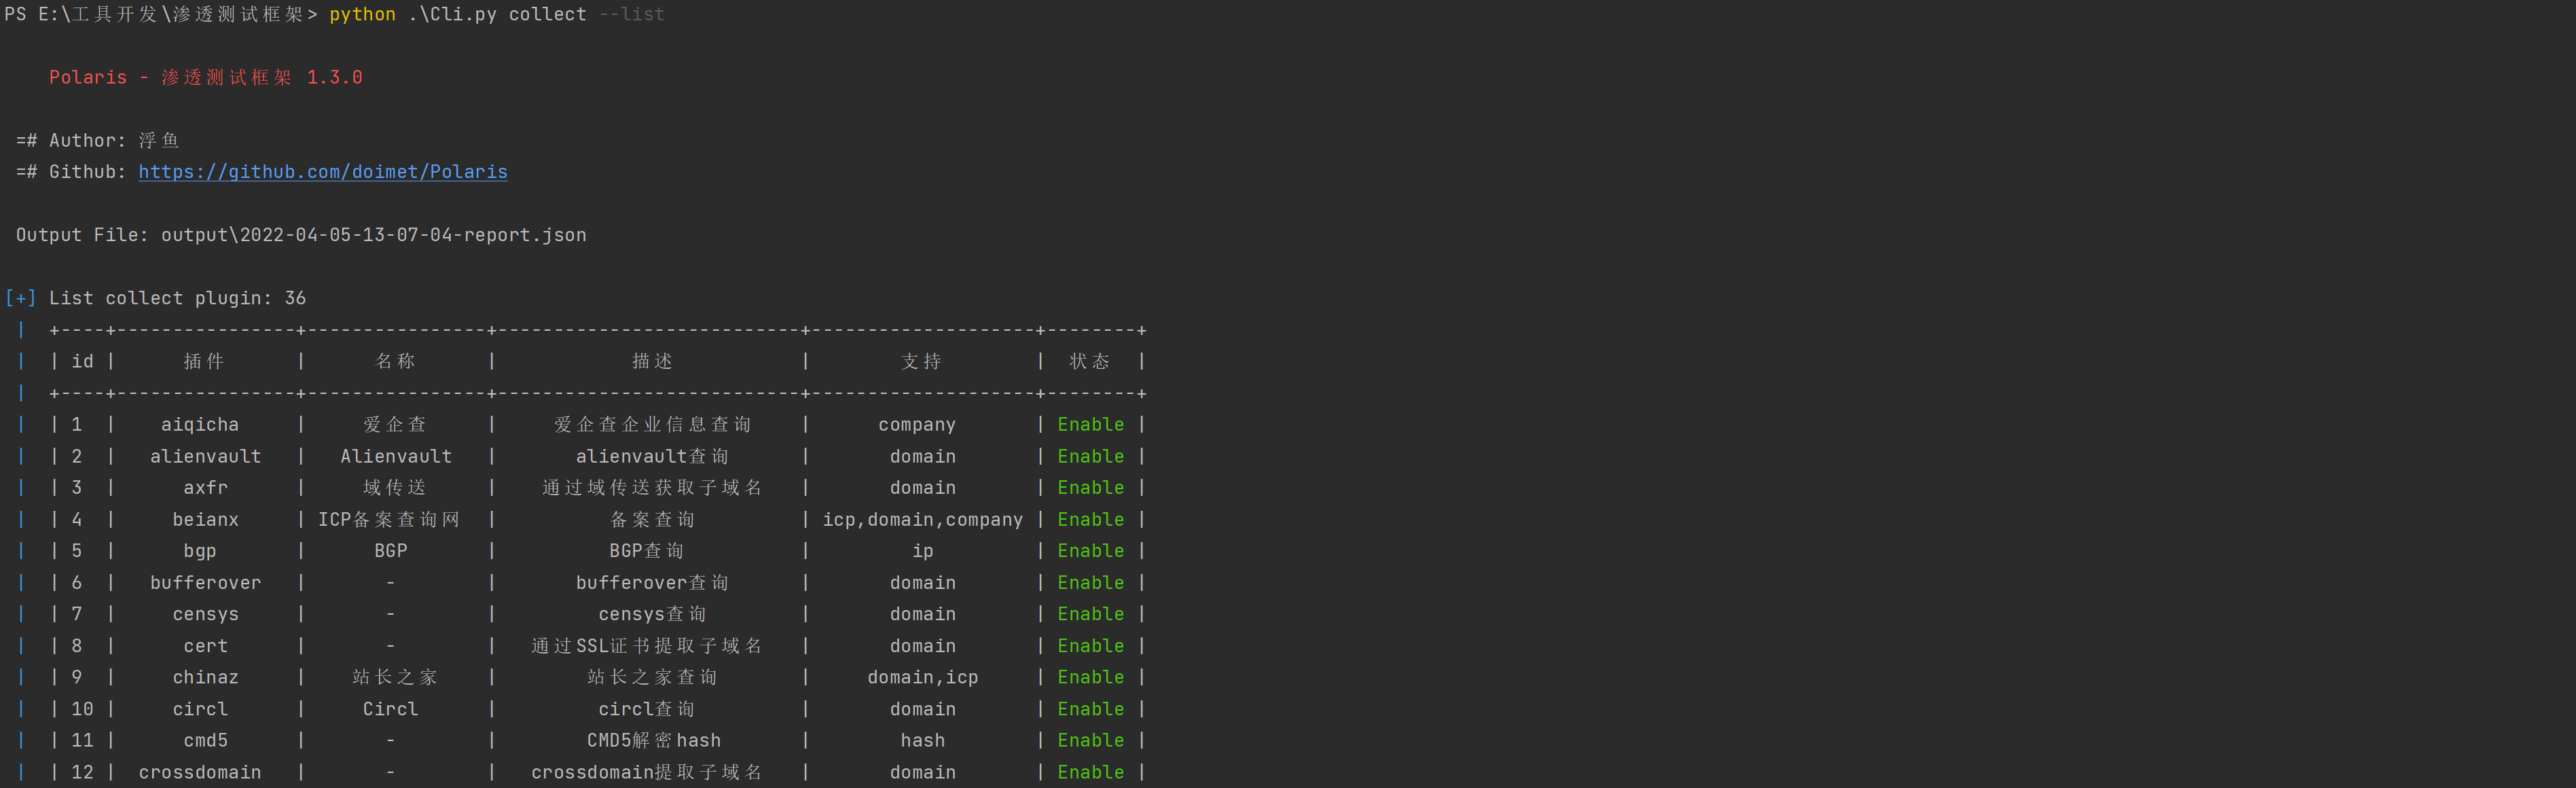 PS E:\工具开发\渗透测试框架> python .\Cli.py collect --list
Polaris - 渗透测试框架 1.3.0
=# Author: 浮鱼
=# Github: https://github.com/doimet/Polaris
Output File: output\2022-04-05-13-07-04-report.json
[+] List collect plugin: 36
| +----+----------------+----------------+---------------------------+--------------------+--------+
| | id | 插件 | 名称 | 描述 | 支持 | 状态 |
| +----+----------------+----------------+---------------------------+--------------------+--------+
| | 1 | aiqicha | 爱企查 | 爱企查企业信息查询 | company | Enable |
| | 2 | alienvault | Alienvault | alienvault查询 | domain | Enable |
| | 3 | axfr | 域传送 | 通过域传送获取子域名 | domain | Enable |
| | 4 | beianx | ICP备案查询网 | 备案查询 | icp,domain,company | Enable |
| | 5 | bgp | BGP | BGP查询 | ip | Enable |
| | 6 | bufferover | - | bufferover查询 | domain | Enable |
| | 7 | censys | - | censys查询 | domain | Enable |
| | 8 | cert | - | 通过SSL证书提取子域名 | domain | Enable |
| | 9 | chinaz | 站长之家 | 站长之家查询 | domain,icp | Enable |
| | 10 | circl | Circl | circl查询 | domain | Enable |
| | 11 | cmd5 | - | CMD5解密hash | hash | Enable |
| | 12 | crossdomain | - | crossdomain提取子域名 | domain | Enable |